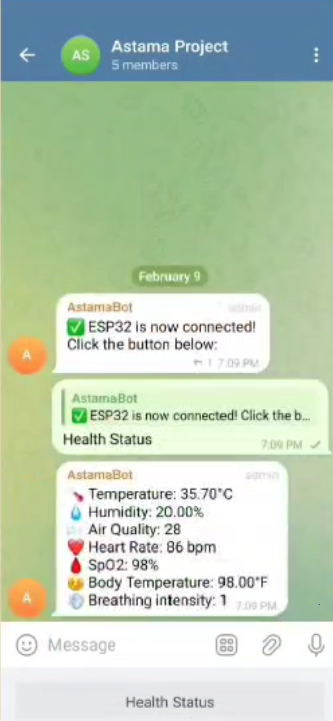 AS
Astama Project
5 members
February 9
AstamaBot admin
✅ ESP32 is now connected!
Click the button below:
1 7:09 PM
A
AstamaBot
✅ ESP32 is now connected! Click the b...
Health Status
7:09 PM
AstamaBot admin
🌡️ Temperature: 35.70°C
💧 Humidity: 20.00%
🌫️ Air Quality: 28
❤️ Heart Rate: 86 bpm
🩸 SpO2: 98%
🤒 Body Temperature: 98.00°F
💨 Breathing intensity: 1 7:09 PM
A
Message
Health Status